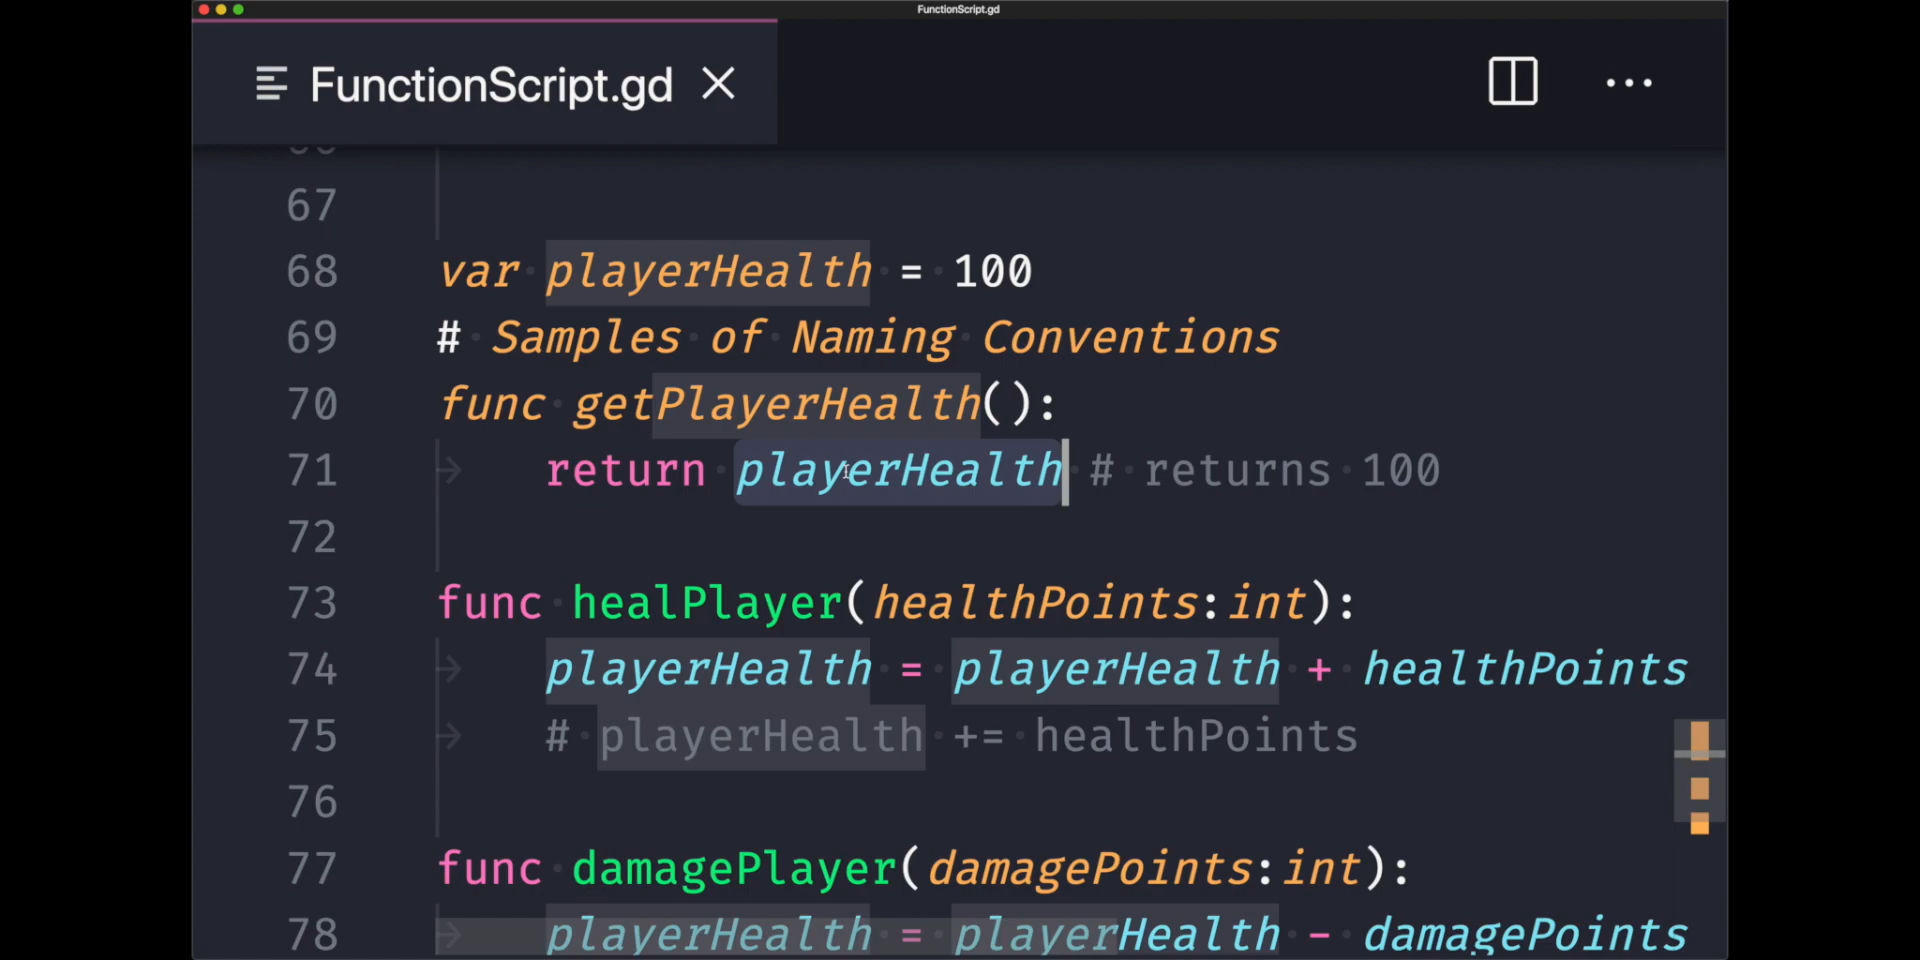 FunctionScript.gd
FunctionScript.gd
67
68 var playerHealth = 100
69 # Samples of Naming Conventions
70 func getPlayerHealth():
71 return playerHealth # returns 100
72
73 func healPlayer(healthPoints:int):
74 playerHealth = playerHealth + healthPoints
75 # playerHealth += healthPoints
76
77 func damagePlayer(damagePoints:int):
78 playerHealth = playerHealth - damagePoints